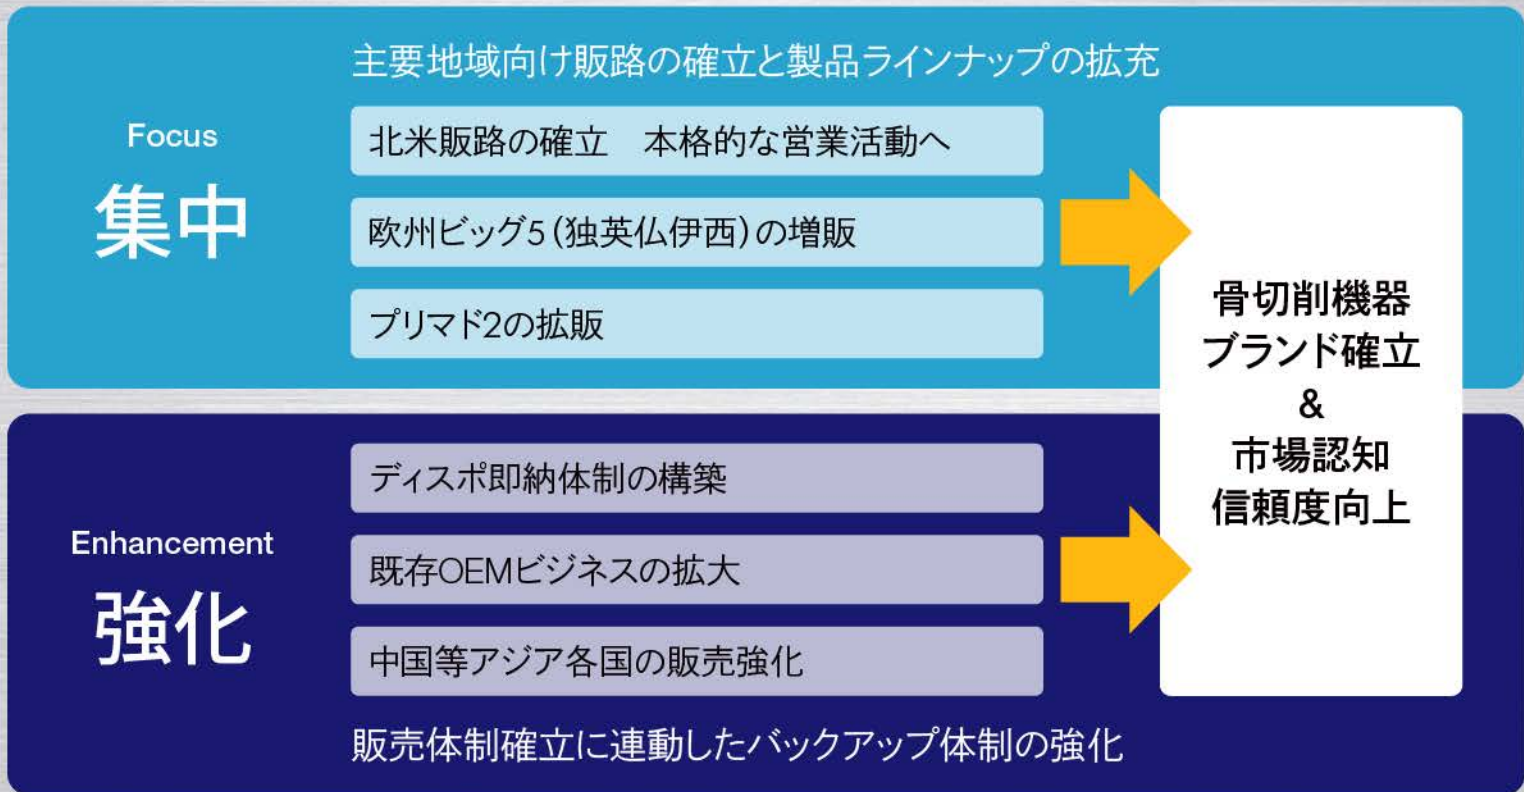 主要地域向け販路の確立と製品ラインナップの拡充
Focus
集中
北米販路の確立　本格的な営業活動へ
欧州ビッグ5(独英仏伊西)の増販
プリマド2の拡販
骨切削機器
ブランド確立
&
市場認知
信頼度向上
Enhancement
強化
ディスポ即納体制の構築
既存OEMビジネスの拡大
中国等アジア各国の販売強化
販売体制確立に連動したバックアップ体制の強化